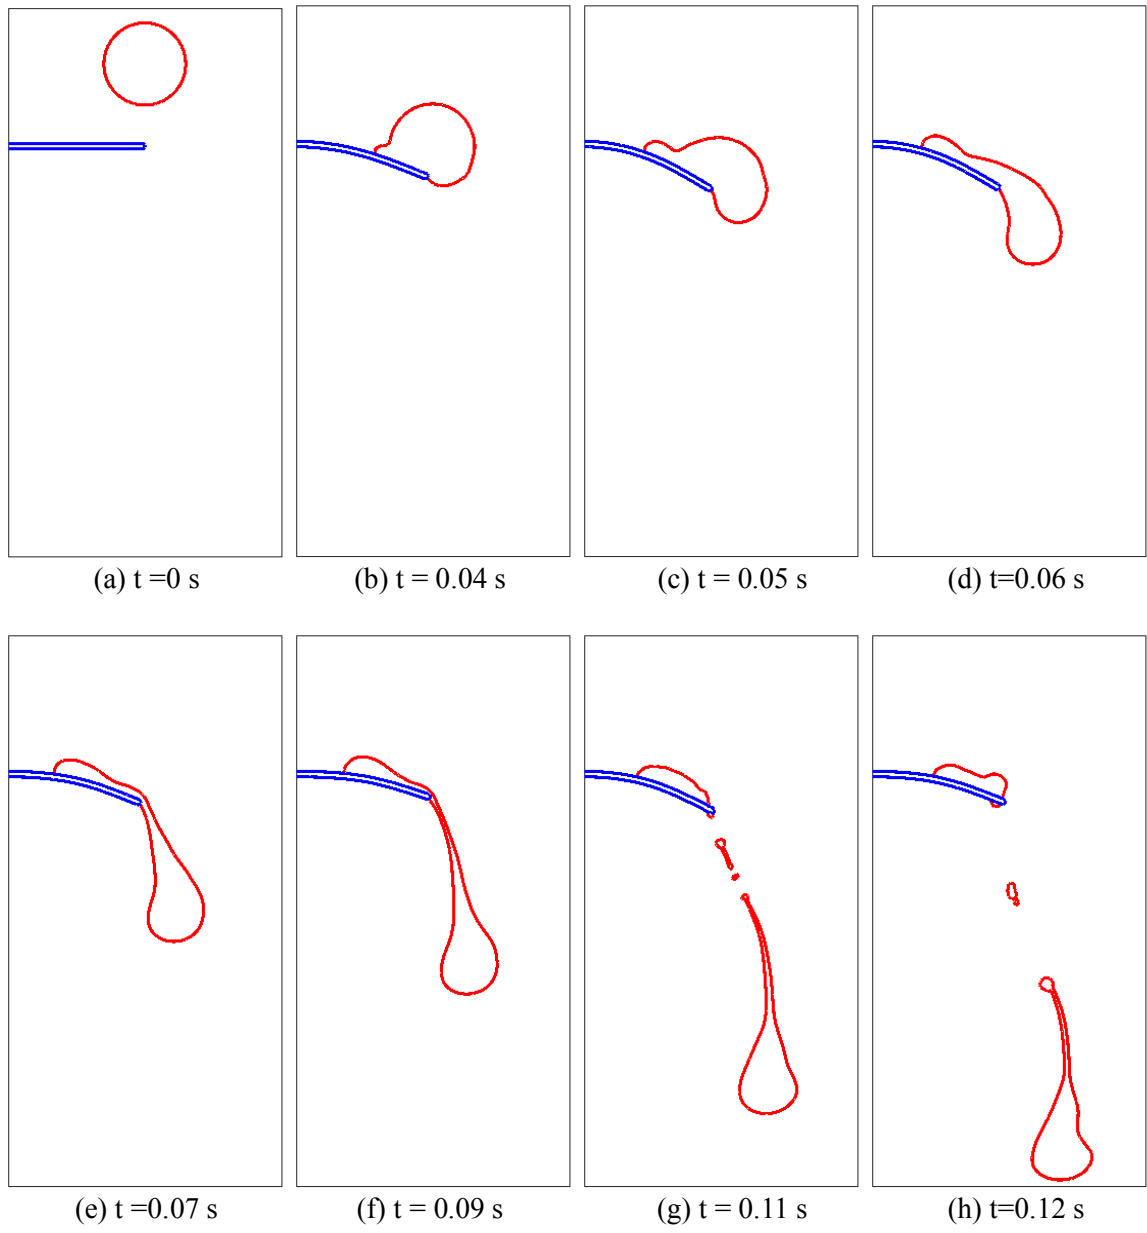 (a) t =0 s
(b) t = 0.04 s
(c) t = 0.05 s
(d) t=0.06 s
(e) t =0.07 s
(f) t = 0.09 s
(g) t = 0.11 s
(h) t=0.12 s